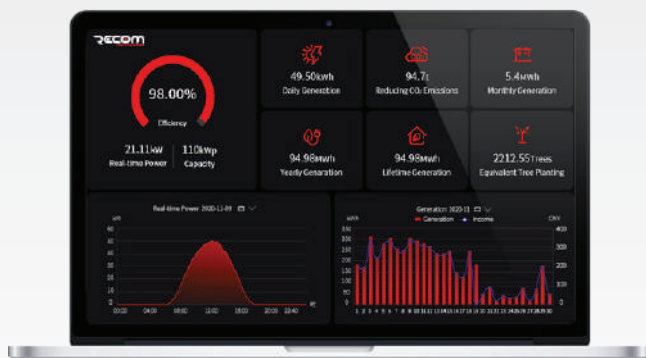 RECOM
98.00%
Efficiency
21.11kW
Real-time Power
110kWp
Capacity
49.50kWh
Daily Generation
94.7t
Reducing CO₂ Emissions
5.4MWh
Monthly Generation
94.98MWh
Yearly Generation
94.98MWh
Lifetime Generation
2212.55Trees
Equivalent Tree Planting
Real-time Power 2020-11-09
kW
60
50
40
30
20
10
0
00:00 04:00 08:00 12:00 16:00 20:00 22:40
Generation 2020-11
Generation Income
kWh
CNY
350
300
250
200
150
100
50
0
400
300
200
100
0